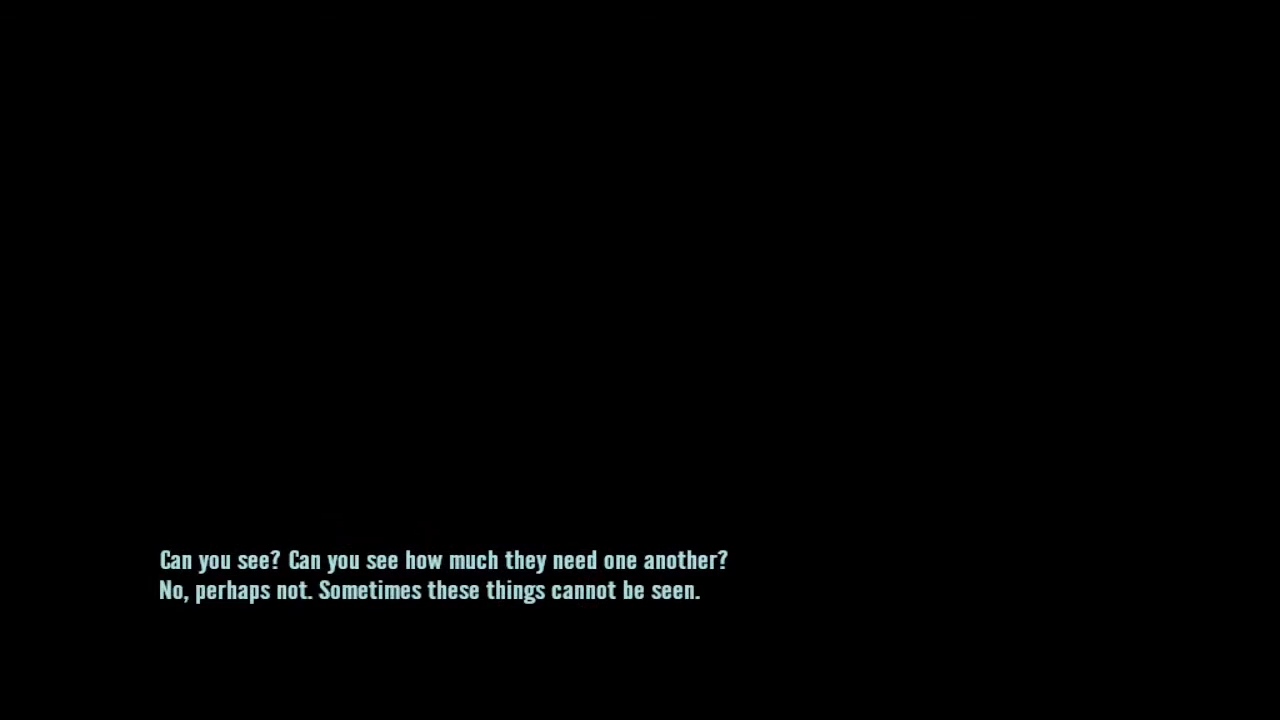 Can you see? Can you see how much they need one another?
No, perhaps not. Sometimes these things cannot be seen.